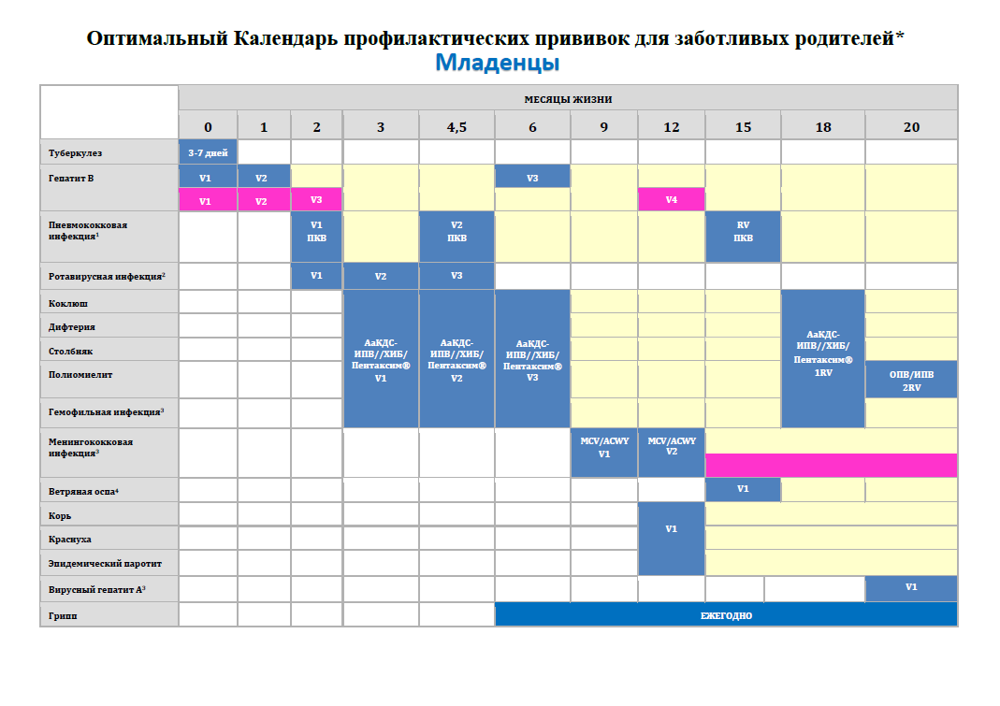 Оптимальный Календарь профилактических прививок для заботливых родителей*
Младенцы
МЕСЯЦЫ ЖИЗНИ
0 1 2 3 4,5 6 9 12 15 18 20
Туберкулез 3-7 дней
Гепатит В V1 V2 V3
V1 V2 V3 V4
Пневмококковая
инфекция¹
V1
ПКВ
V2
ПКВ
RV
ПКВ
Ротавирусная инфекция² V1 V2 V3
Коклюш
Дифтерия
Столбняк
Полиомиелит
Гемофильная инфекция³
АаКДС-
ИПВ//ХИБ/
Пентаксим®
V1
АаКДС-
ИПВ//ХИБ/
Пентаксим®
V2
АаКДС-
ИПВ//ХИБ/
Пентаксим®
V3
АаКДС-
ИПВ//ХИБ/
Пентаксим®
1RV
ОПВ/ИПВ
2RV
Менингококковая
инфекция³
MCV/ACWY
V1
MCV/ACWY
V2
Ветряная оспа⁴ V1
Корь
Краснуха
Эпидемический паротит
V1
Вирусный гепатит А³ V1
Грипп ЕЖЕГОДНО